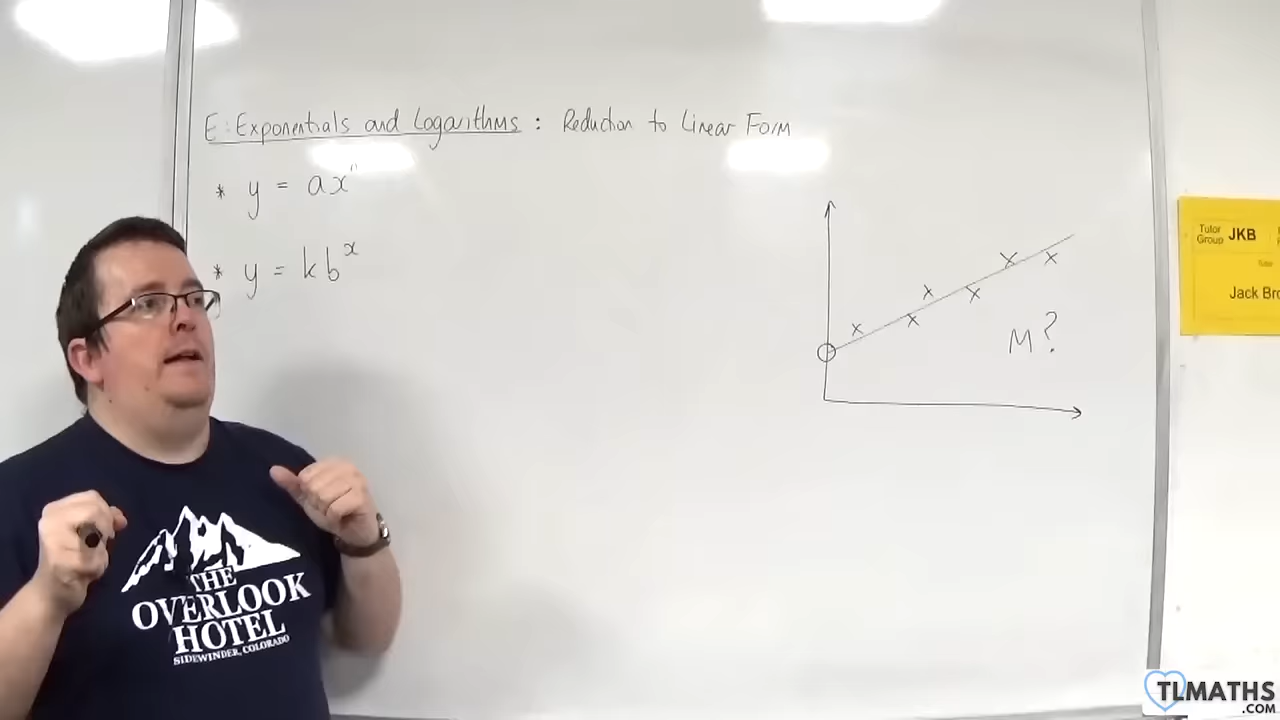 E: Exponentials and Logarithms : Reduction to Linear Form
* y = ax^n
* y = kb^x
M?
THE
OVERLOOK
HOTEL
SIDEWINDER, COLORADO
Tutor Group JKB
Jack Bro
TLMATHS
.COM